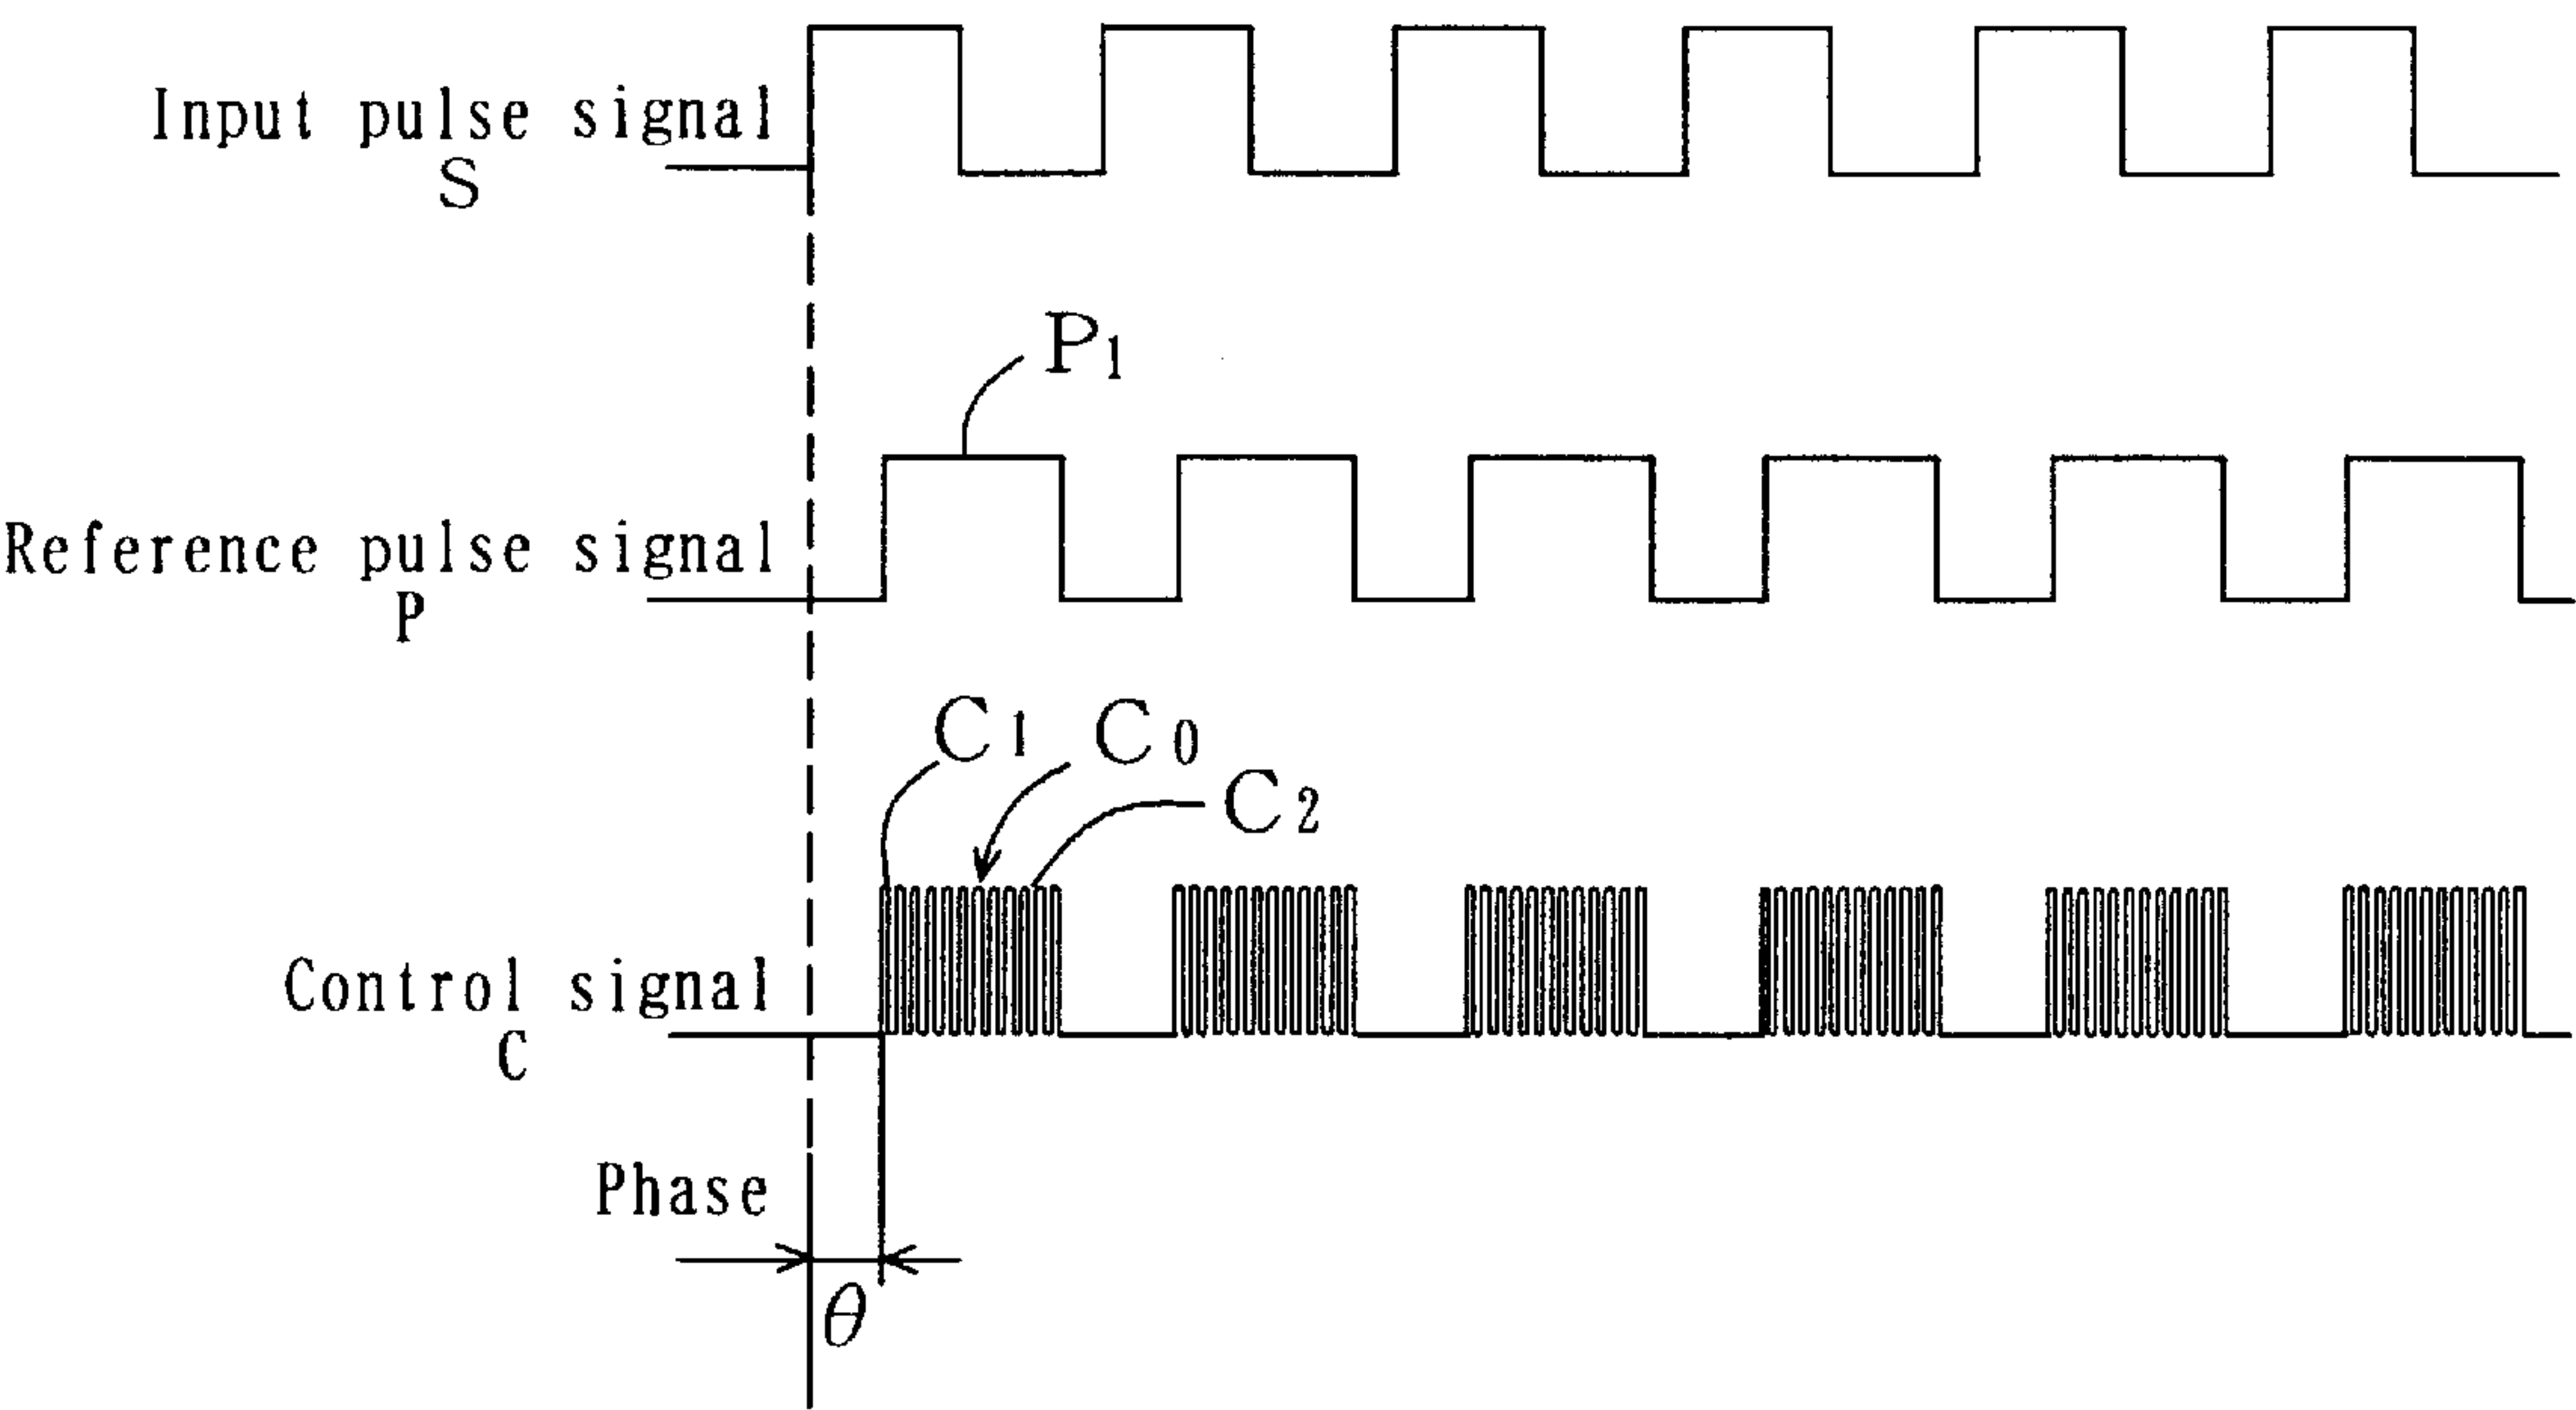 Input pulse signal
S
P1
Reference pulse signal
P
C1 C0
C2
Control signal
C
Phase
θ